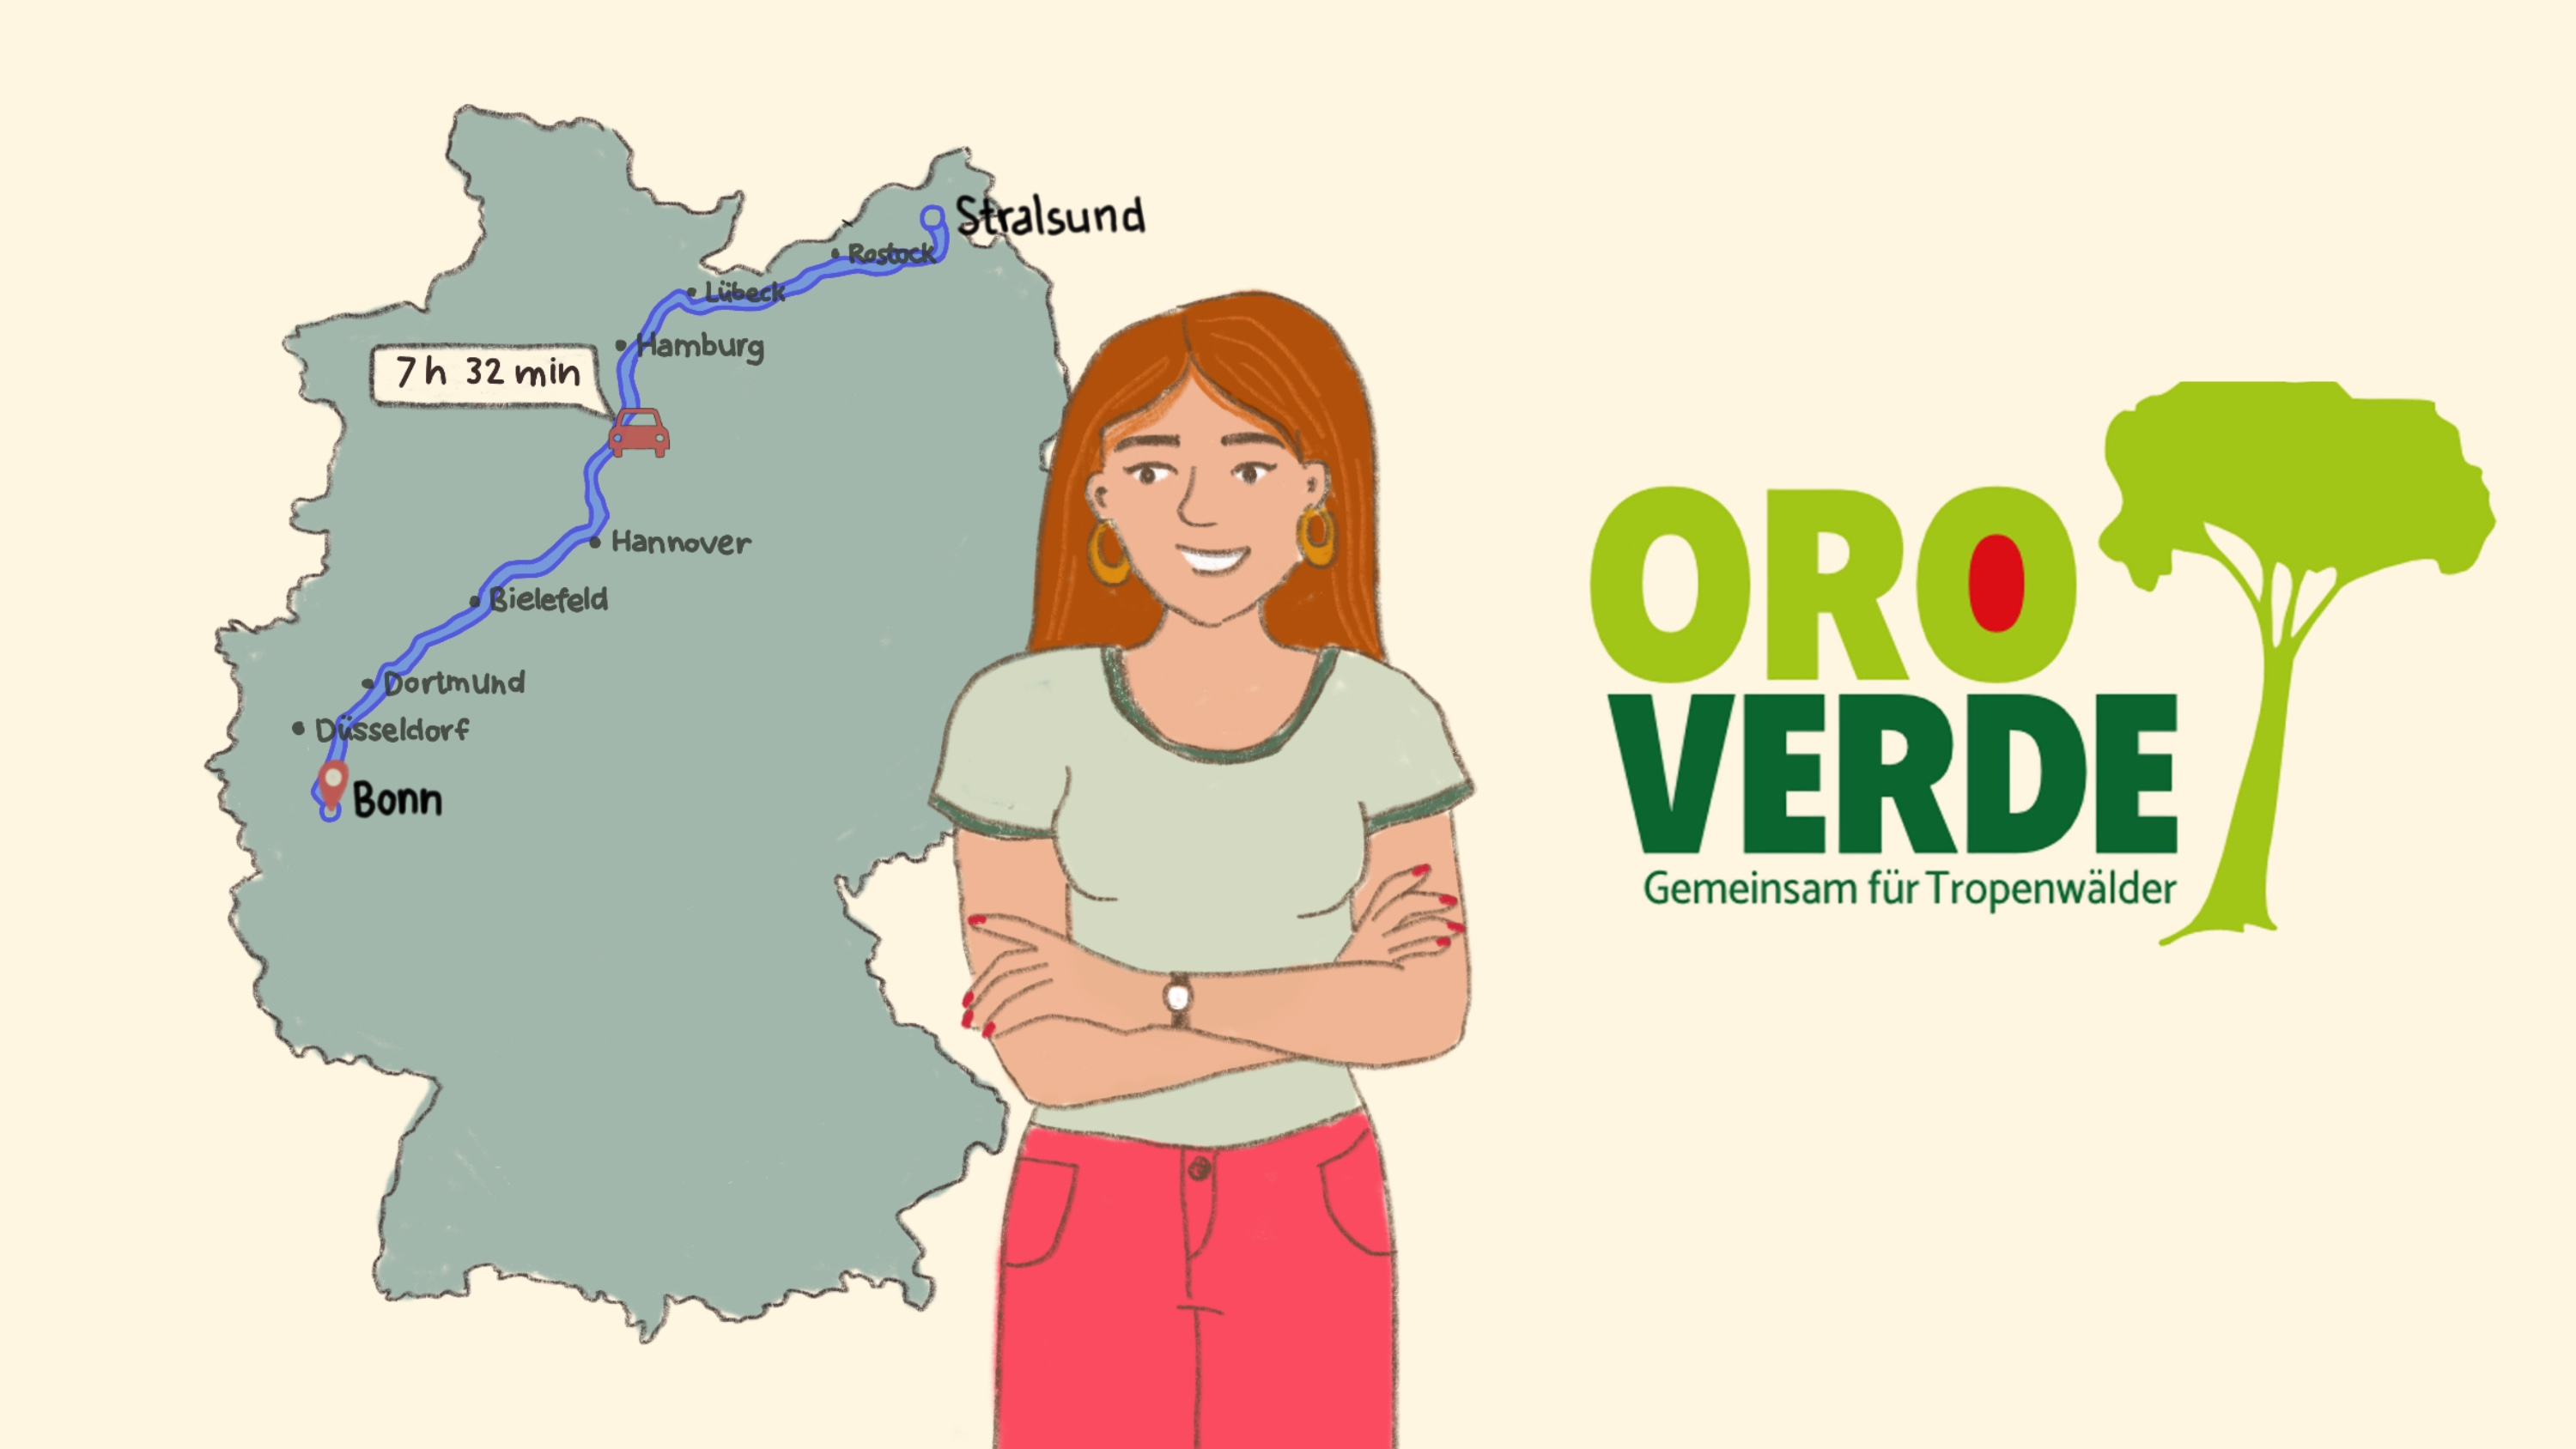 Stralsund
Rostock
Lübeck
Hamburg
7 h 32 min
Hannover
Bielefeld
Dortmund
Düsseldorf
Bonn
ORO
VERDE
Gemeinsam für Tropenwälder